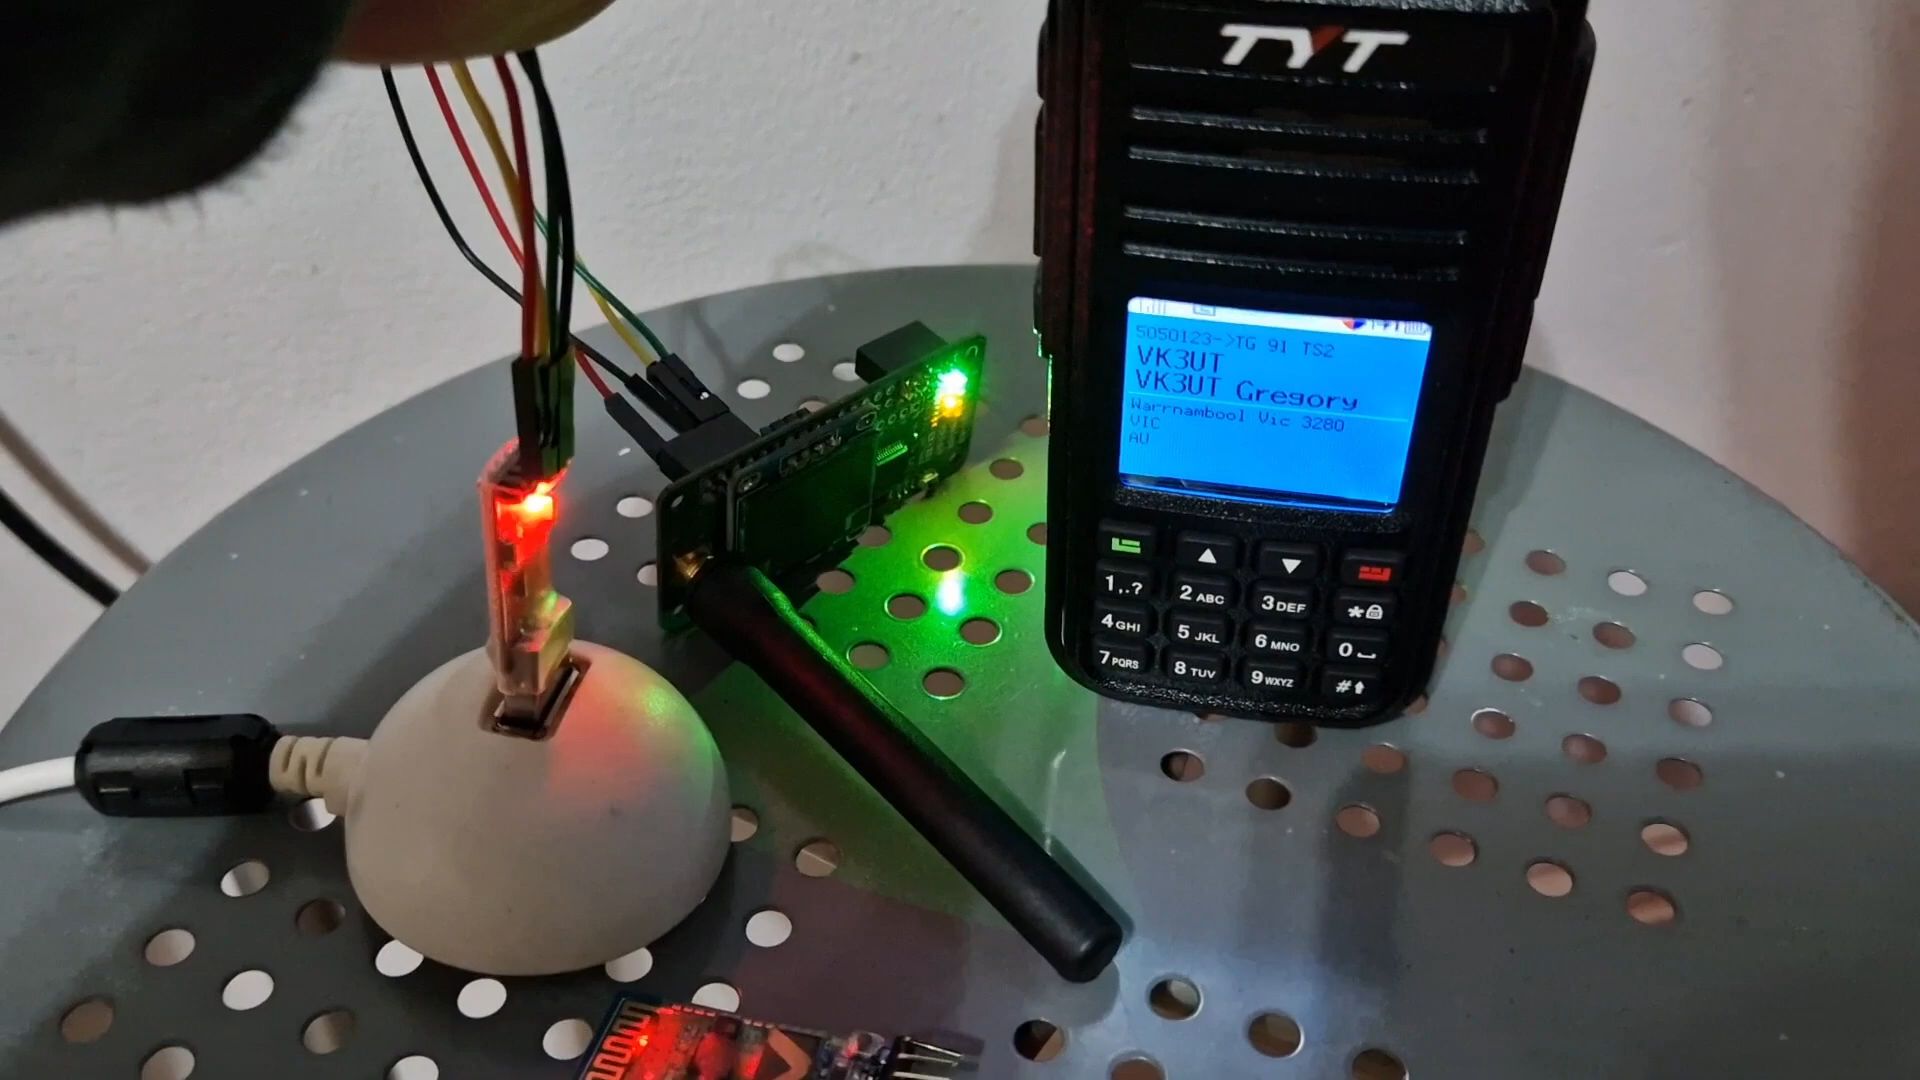 TYT
5050123->TG 91 TS2
VK3UT
VK3UT Gregory
Warrnambool Vic 3280
VIC
AU
1,.? 2 ABC 3 DEF *
4 GHI 5 JKL 6 MNO 0
7 PQRS 8 TUV 9 WXYZ #